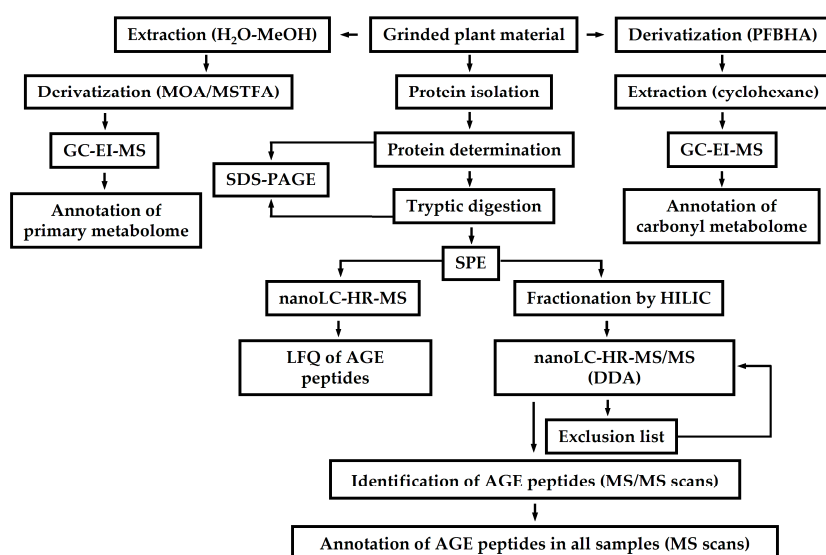 Extraction (H₂O-MeOH)
Grinded plant material
Derivatization (PFBHA)
Derivatization (MOA/MSTFA)
Protein isolation
Extraction (cyclohexane)
GC-EI-MS
Protein determination
GC-EI-MS
SDS-PAGE
Annotation of
primary metabolome
Tryptic digestion
Annotation of
carbonyl metabolome
SPE
nanoLC-HR-MS
Fractionation by HILIC
LFQ of AGE
peptides
nanoLC-HR-MS/MS
(DDA)
Exclusion list
Identification of AGE peptides (MS/MS scans)
Annotation of AGE peptides in all samples (MS scans)